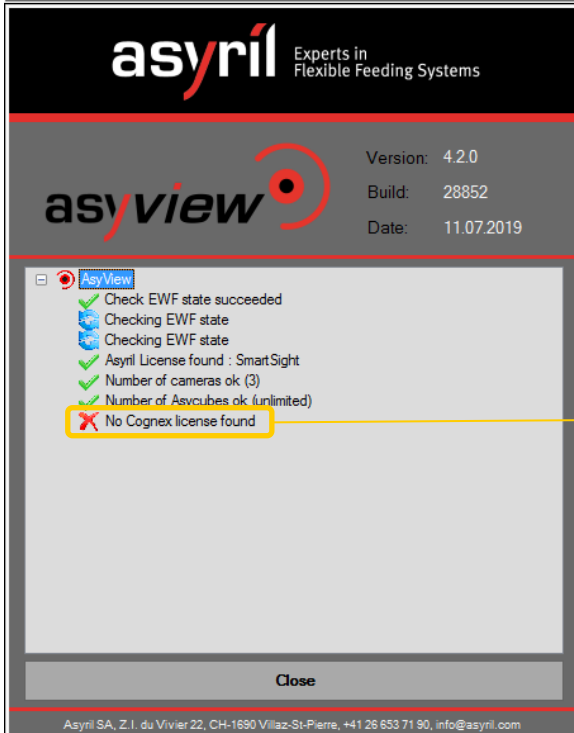 asyril
Experts in
Flexible Feeding Systems
asyview
Version: 4.2.0
Build: 28852
Date: 11.07.2019
AsyView
Check EWF state succeeded
Checking EWF state
Checking EWF state
Asyril License found : SmartSight
Number of cameras ok (3)
Number of Asycubes ok (unlimited)
No Cognex license found
Close
Asyril SA, Z.I. du Vivier 22, CH-1690 Villaz-St-Pierre, +41 26 653 71 90, info@asyril.com